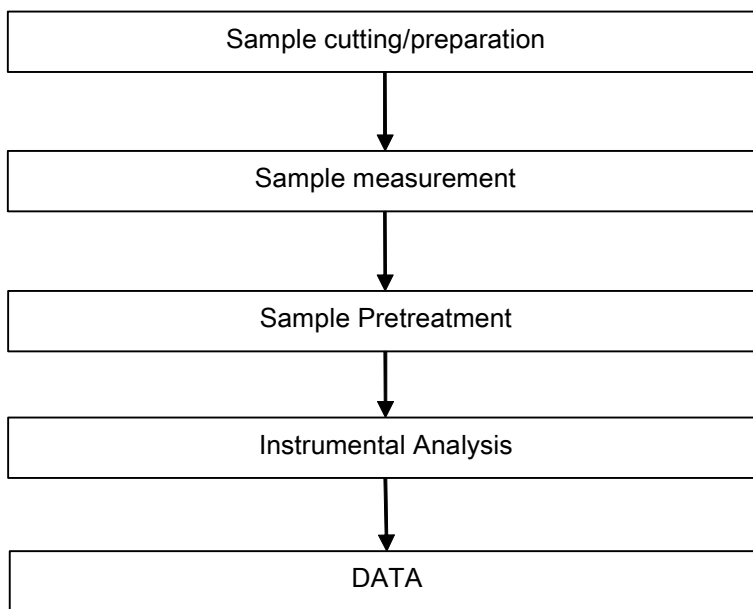 Sample cutting/preparation
Sample measurement
Sample Pretreatment
Instrumental Analysis
DATA